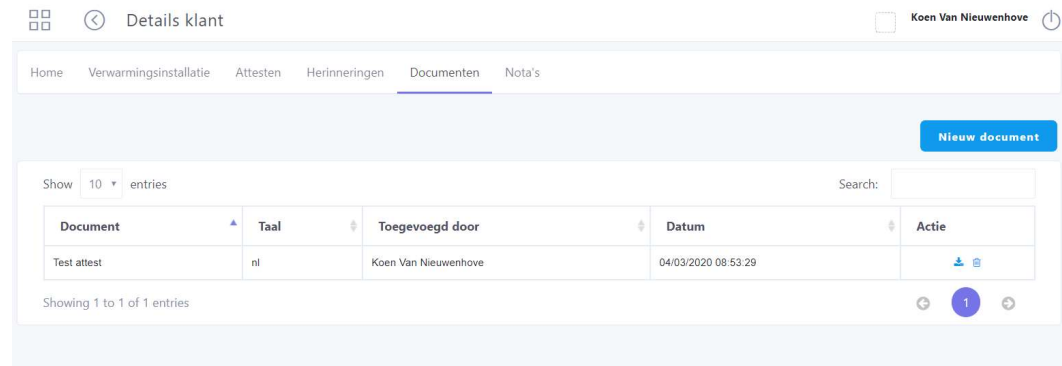 Details klant
Koen Van Nieuwenhove
Home Verwarmingsinstallatie Attesten Herinneringen Documenten Nota's
Nieuw document
Show 10 entries Search:
Document Taal Toegevoegd door Datum Actie
Test attest nl Koen Van Nieuwenhove 04/03/2020 08:53:29
Showing 1 to 1 of 1 entries 1